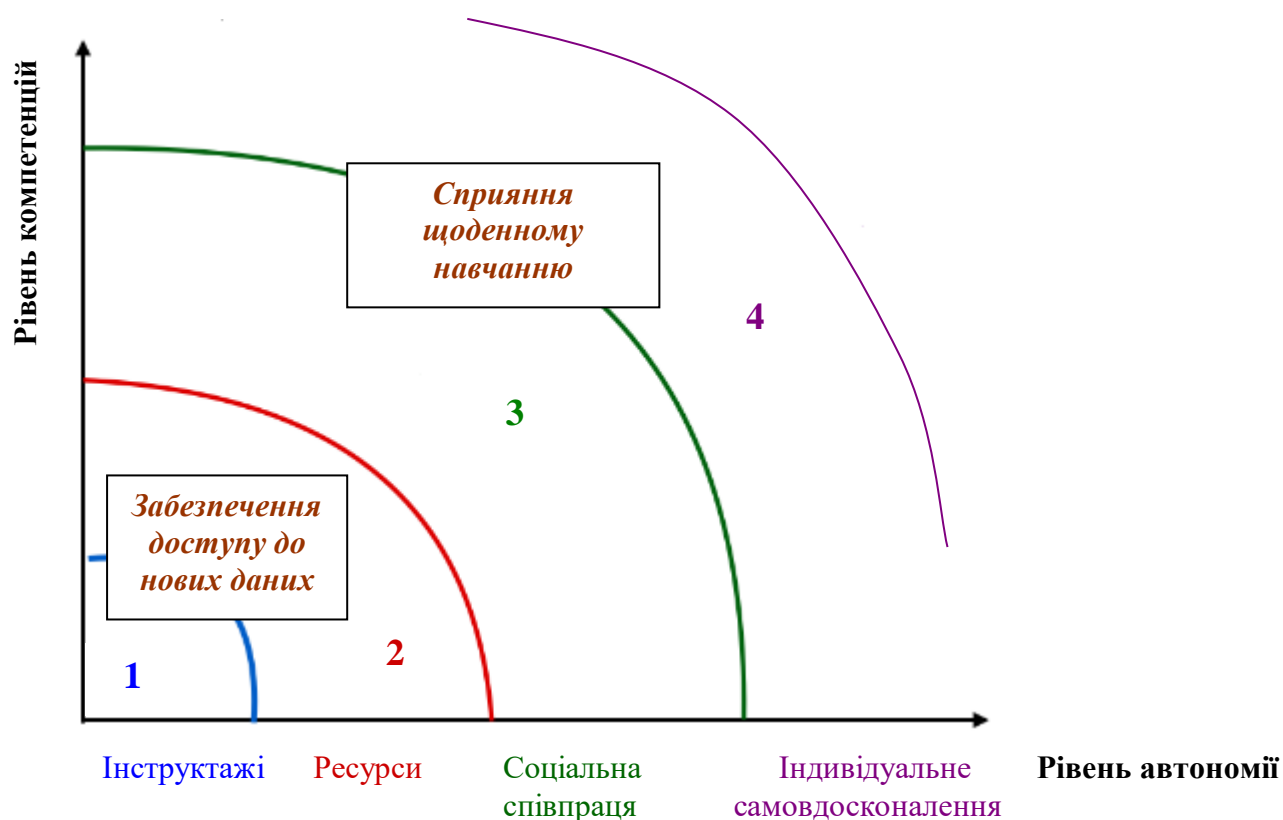 Рівень компетенцій
Сприяння
щоденному
навчанню
4
3
Забезпечення
доступу до
нових даних
2
1
Інструктажі
Ресурси
Соціальна
співпраця
Індивідуальне
самовдосконалення
Рівень автономії